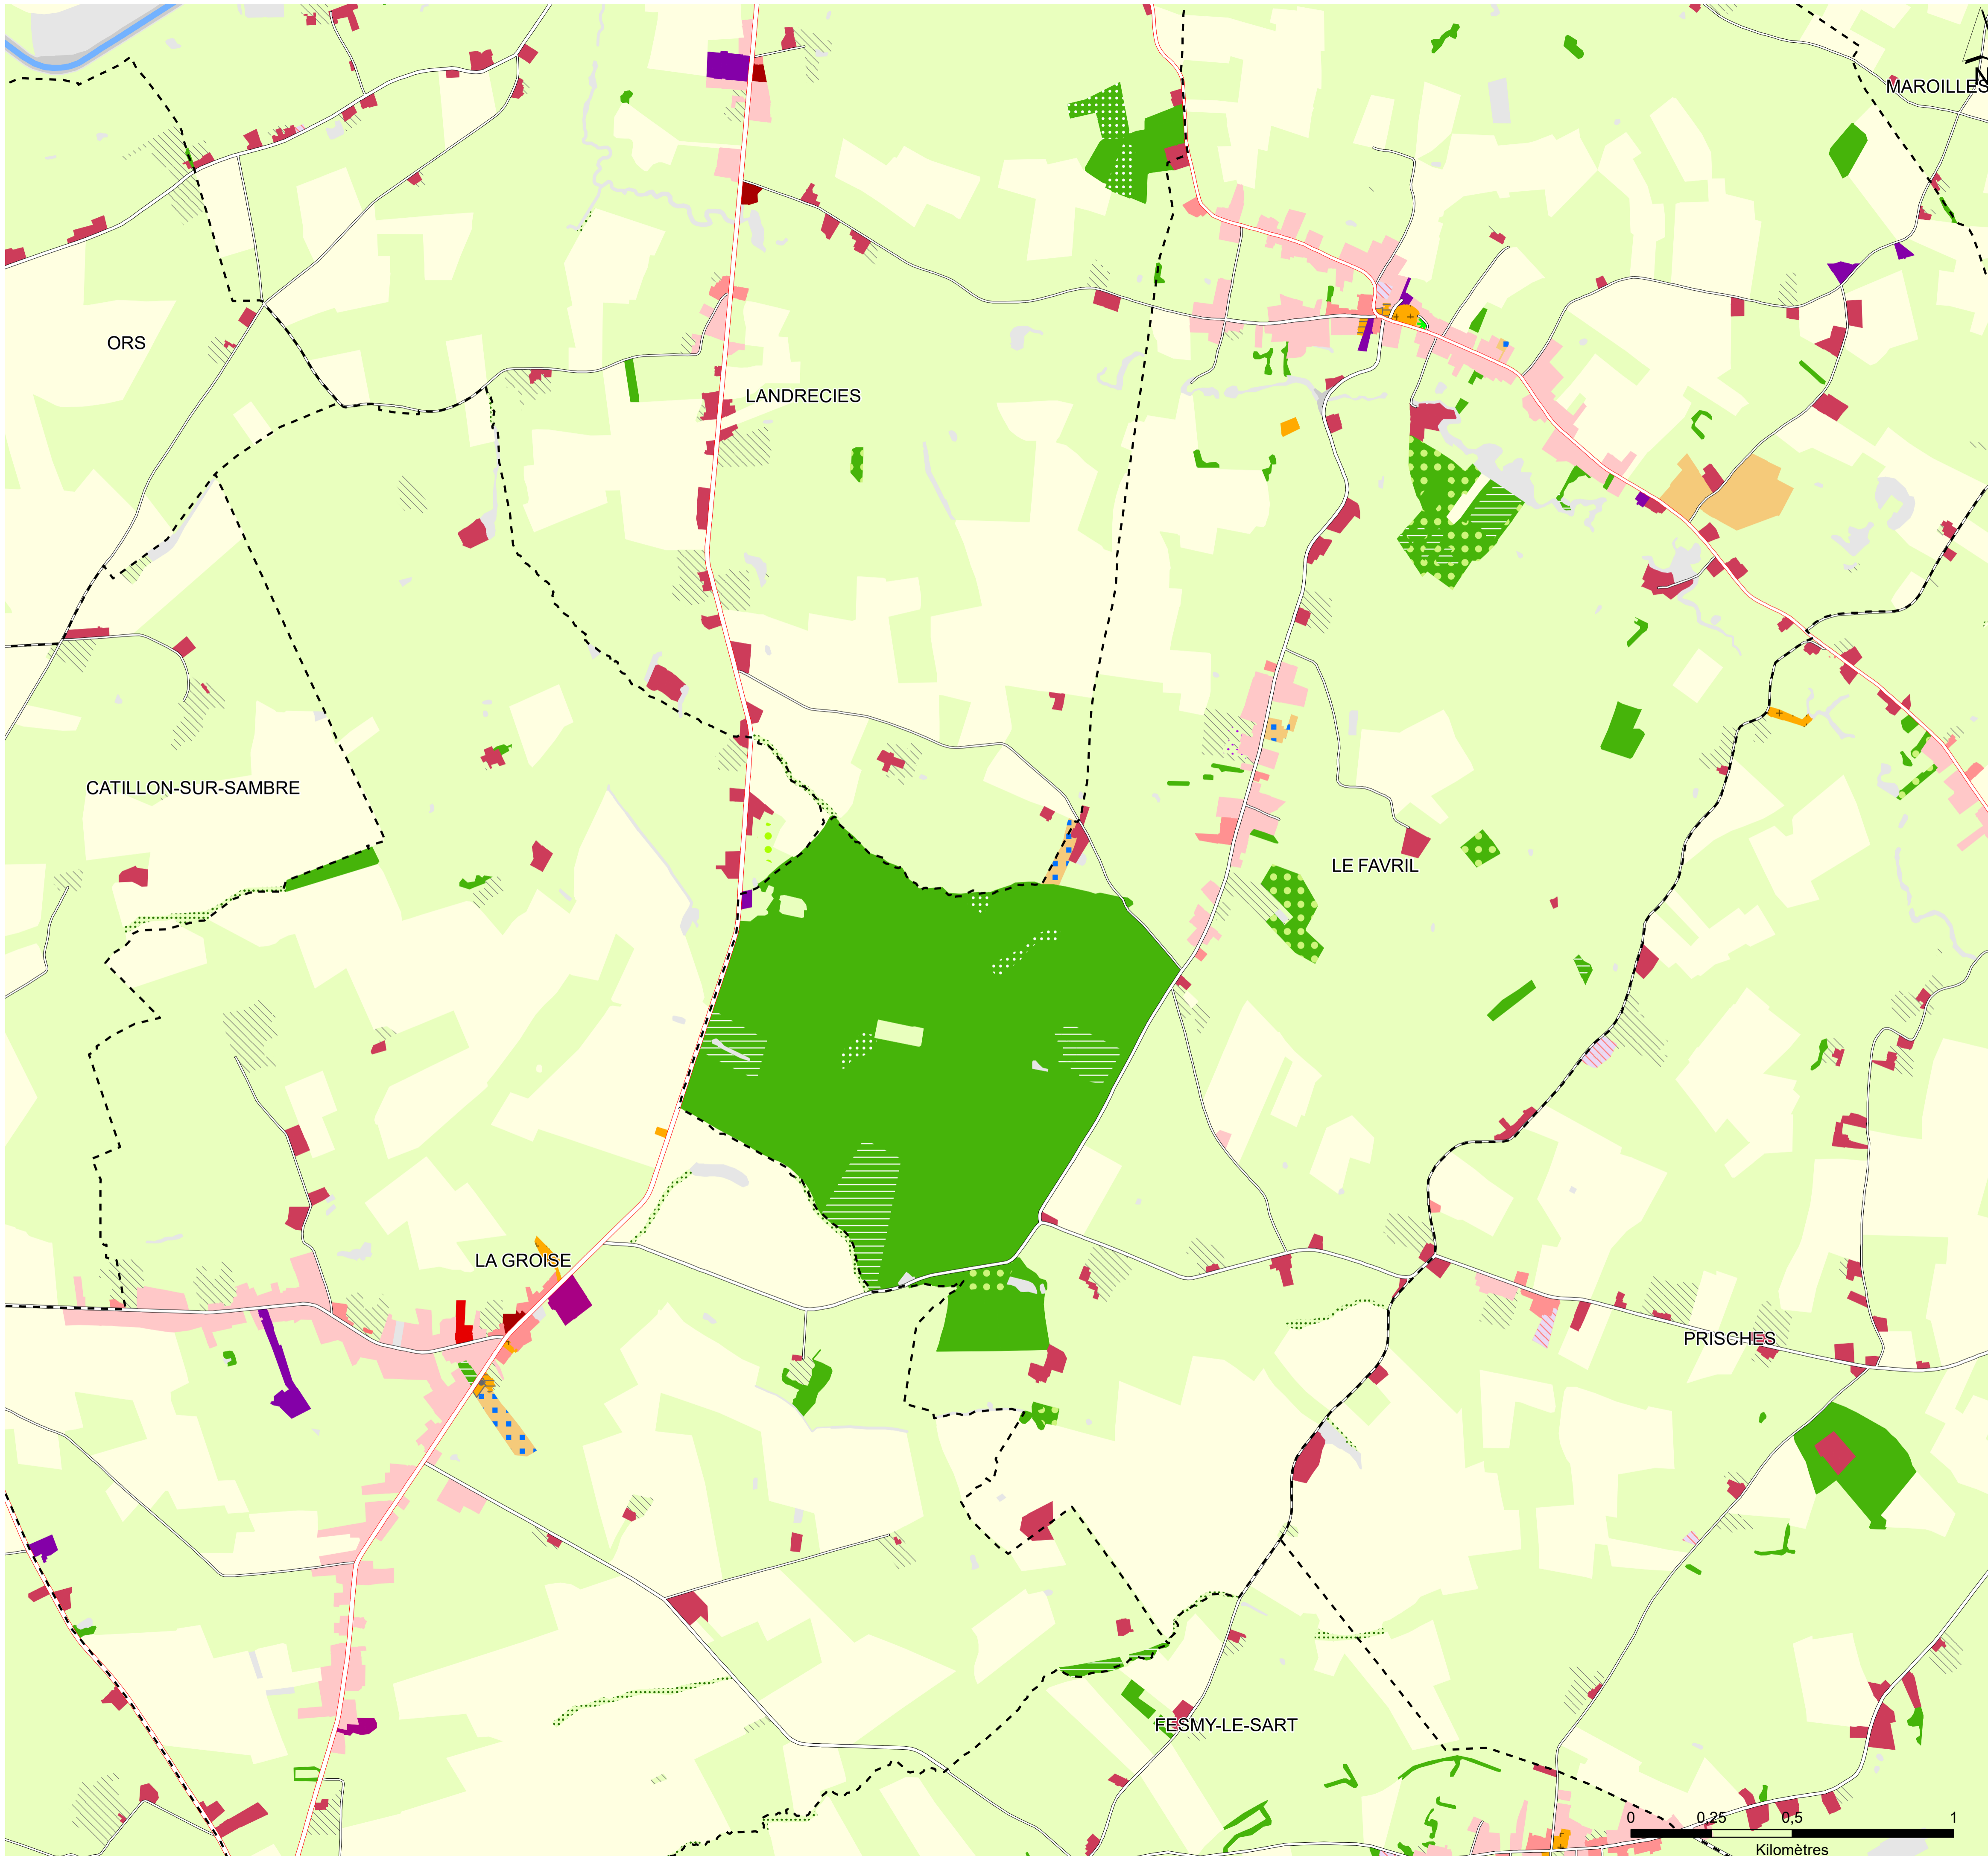 N
MAROILLES
ORS
LANDRECIES
CATILLON-SUR-SAMBRE
LE FAVRIL
LA GROISE
PRISCHES
FESMY-LE-SART
0 0,25 0,5 1
Kilomètres